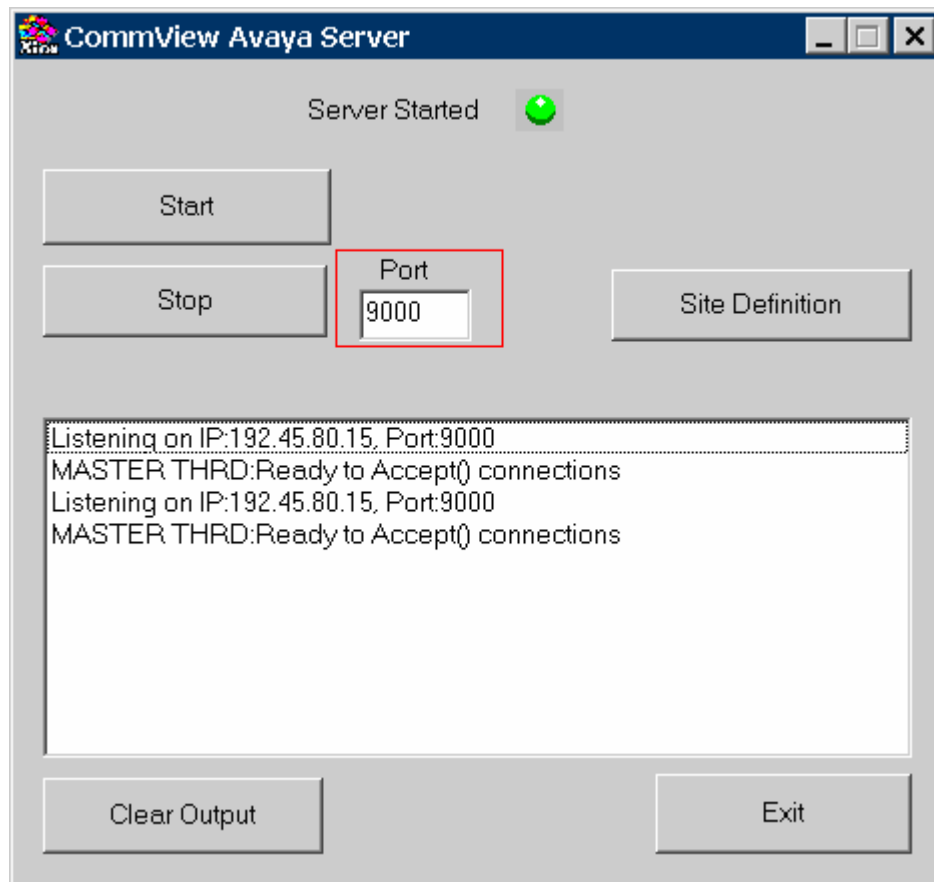 CommView Avaya Server
Server Started
Start
Port
Stop
9000
Site Definition
Listening on IP:192.45.80.15, Port:9000
MASTER THRD:Ready to Accept() connections
Listening on IP:192.45.80.15, Port:9000
MASTER THRD:Ready to Accept() connections
Clear Output
Exit